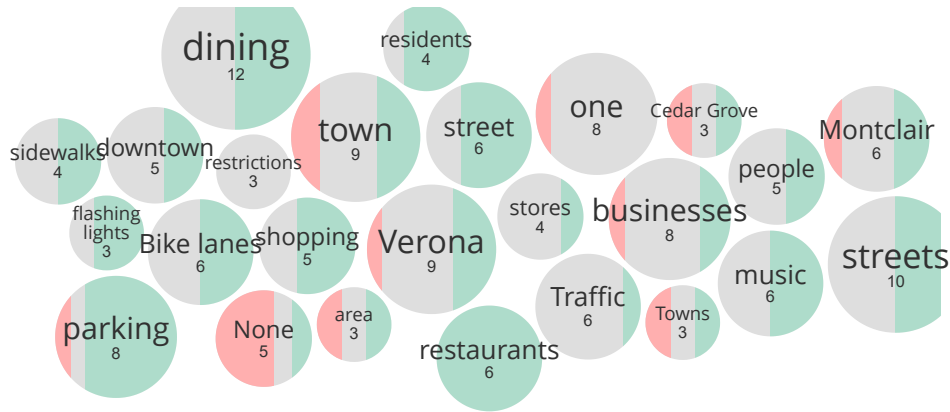 dining
12
residents
4
town
9
street
6
one
8
Cedar Grove
3
Montclair
6
sidewalks
4
downtown
5
restrictions
3
people
5
flashing
lights
3
Bike lanes
6
shopping
5
Verona
9
stores
4
businesses
8
streets
10
music
6
parking
8
None
5
area
3
restaurants
6
Traffic
6
Towns
3